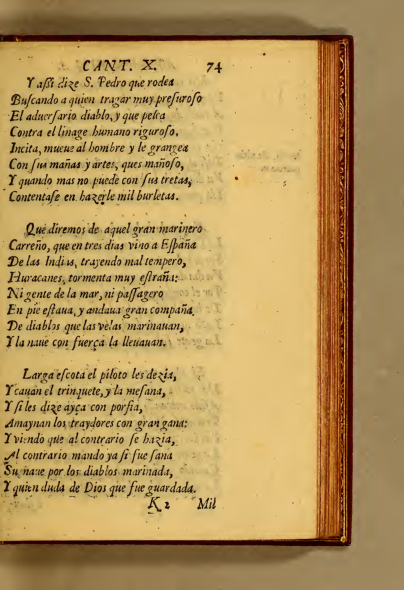 CANT. X. 74
Y aſſi dize S. Pedro que rodea
Buſcando a quien tragar muy preſuroſo
El aduerſario diablo, y que pelea
Contra el linage humano riguroſo,
Incita, mueue al hombre y le grangea
Con ſus mañas y artes, ques mañoſo,
Y quando mas no puede con ſus tretas,
Contentaſe en hazerle mil burletas.
Que diremos de aquel gran marinero
Carreño, que en tres dias vino a Eſpaña
De las Indias, trayendo mal tempero,
Huracanes, tormenta muy eſtraña:
Ni gente de la mar, ni paſſagero
En pie eſtaua, y andaua gran compaña
De diablos que las velas marinauan,
Y la naue con fuerça la lleuauan.
Larga eſcota el piloto les dezia,
Y caçan el trinquete, y la meſana,
Y ſi les dize ayça con porfia,
Amaynan los traydores con gran gana:
Y viendo que al contrario ſe hazia,
Al contrario mando ya ſi fue ſana
Su naue por los diablos marinada,
Y quien duda de Dios que fue guardada.
K 2 Mil